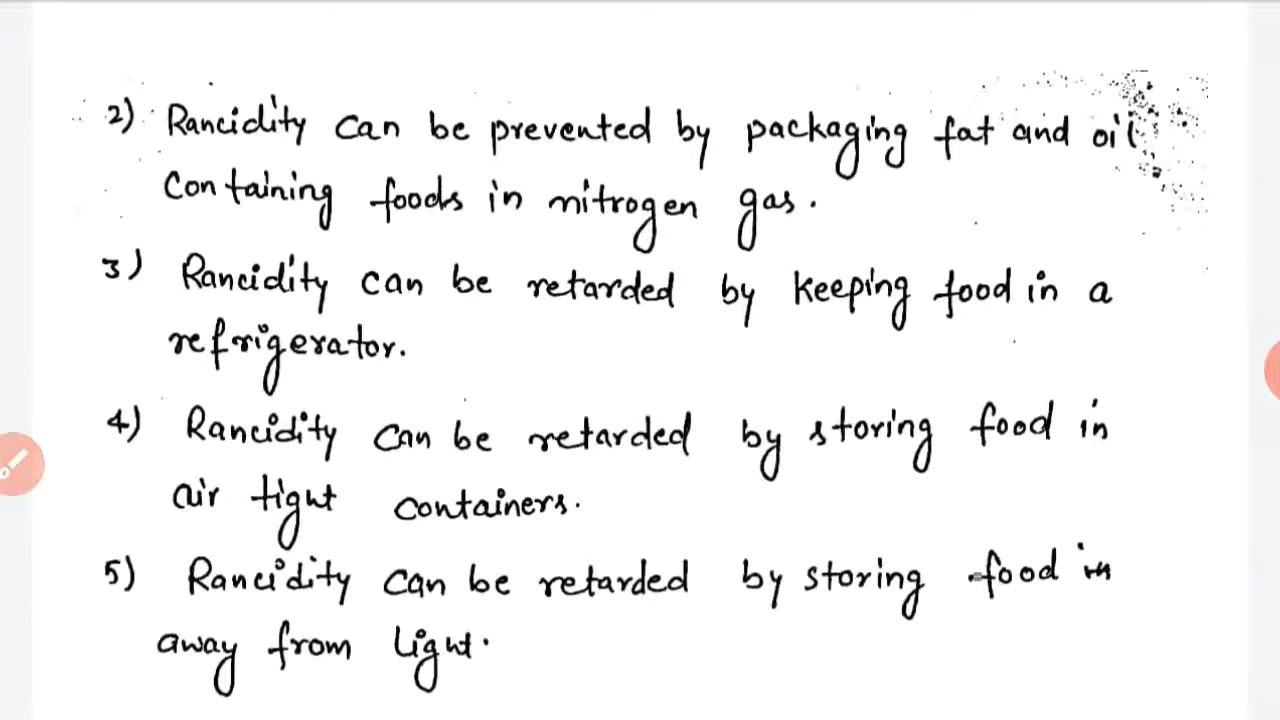 2) Rancidity can be prevented by packaging fat and oil
containing foods in nitrogen gas.
3) Rancidity can be retarded by keeping food in a
refrigerator.
4) Rancidity can be retarded by storing food in
air tight containers.
5) Rancidity can be retarded by storing food in
away from light.